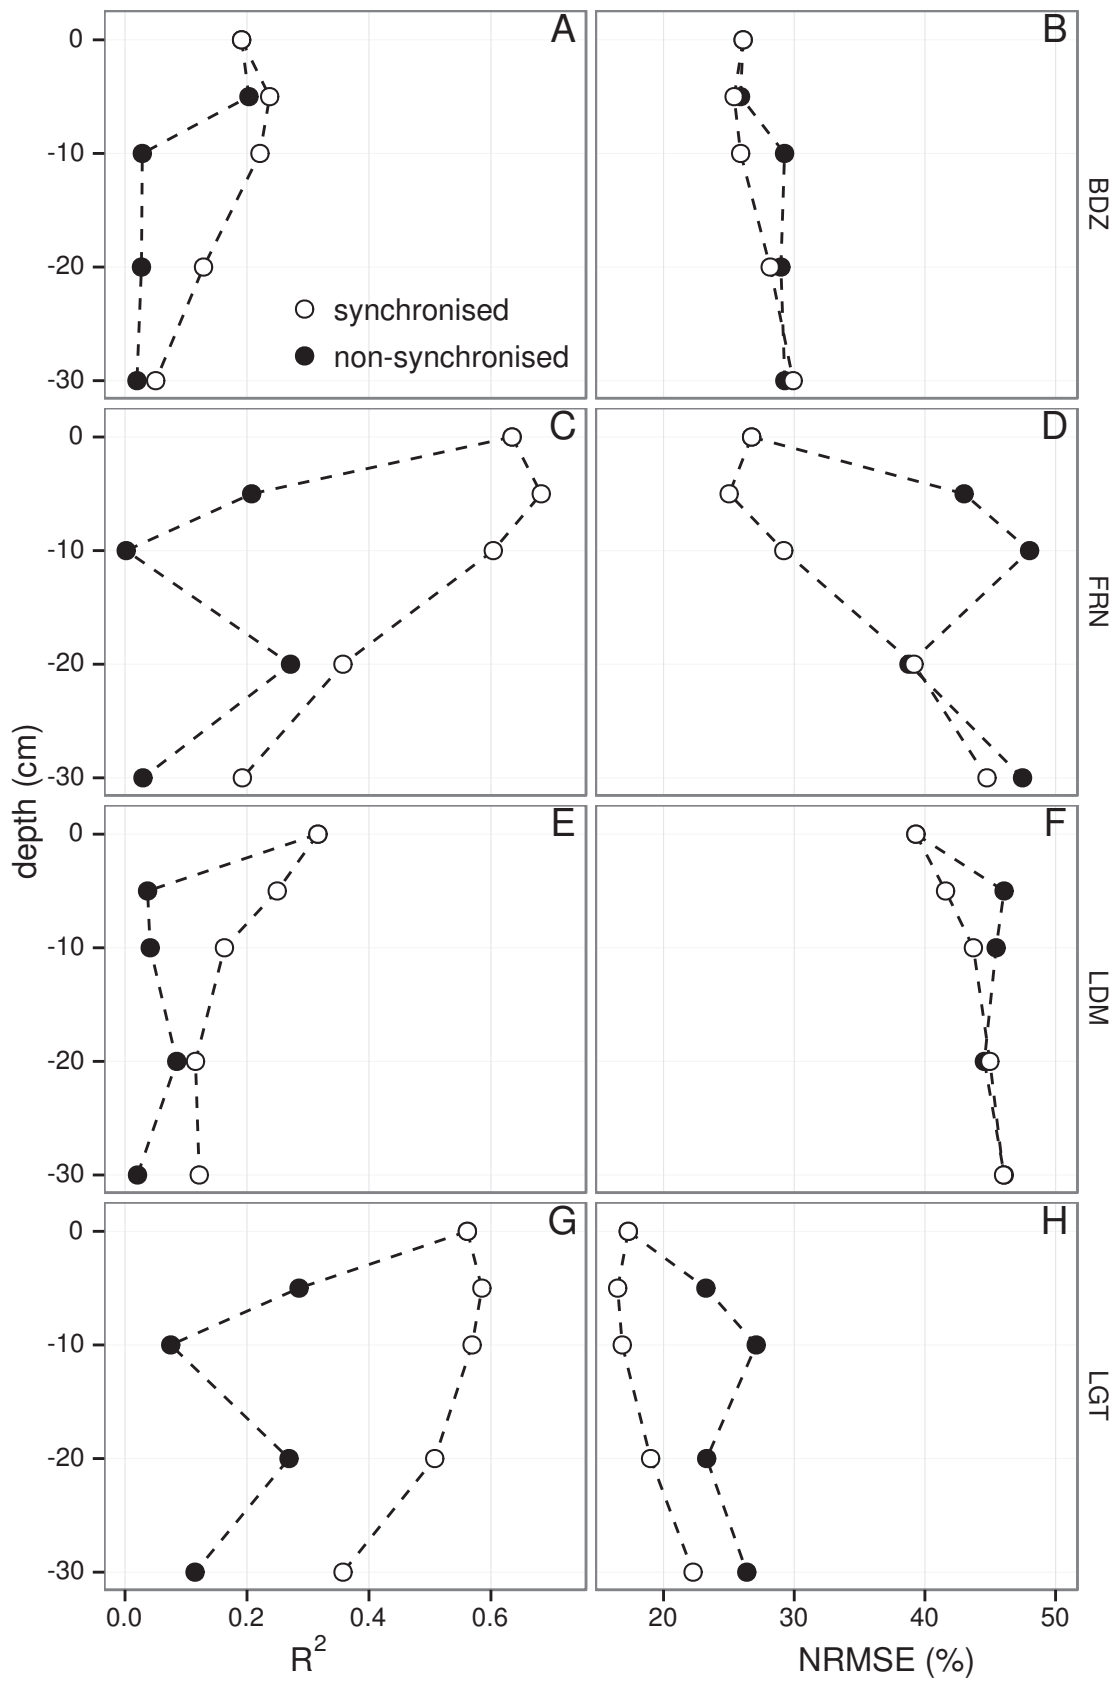 A
B
0
-10
-20
-30
synchronised
non-synchronised
BDZ
C
D
0
-10
-20
-30
FRN
depth (cm)
E
F
0
-10
-20
-30
LDM
G
H
0
-10
-20
-30
LGT
0.0 0.2 0.4 0.6
20 30 40 50
R²
NRMSE (%)